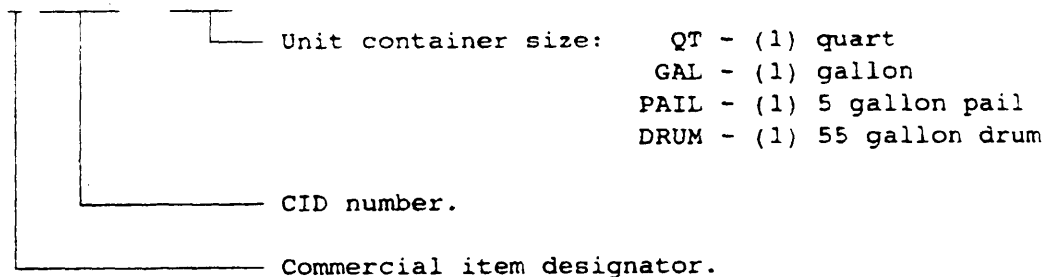 Unit container size: QT - (1) quart
GAL - (1) gallon
PAIL - (1) 5 gallon pail
DRUM - (1) 55 gallon drum
CID number.
Commercial item designator.